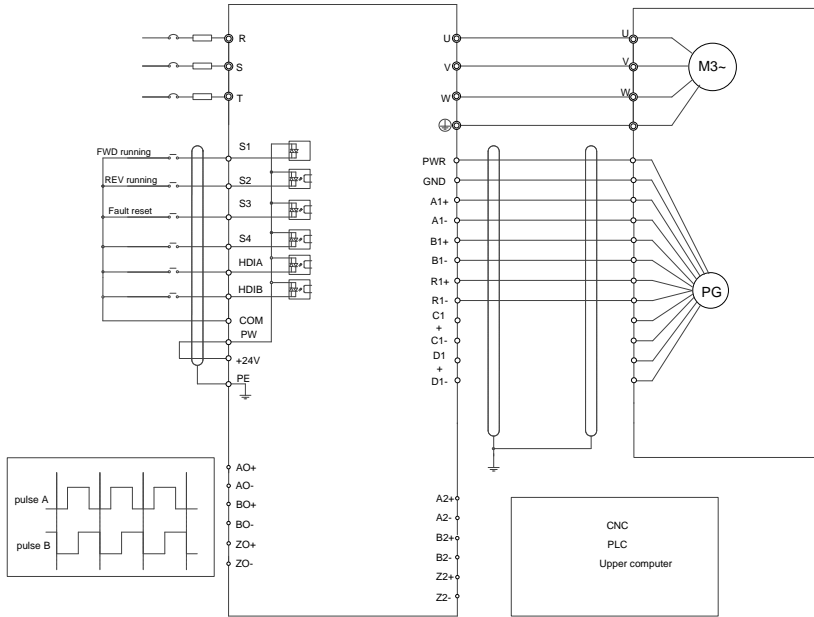 R
S
T
FWD running
S1
REV running
S2
Fault reset
S3
S4
HDIA
HDIB
COM
PW
+24V
PE
U
V
W
U
V
W
M3~
PWR
GND
A1+
A1-
B1+
B1-
R1+
R1-
C1
+
C1-
D1
+
D1-
PG
pulse A
pulse B
AO+
AO-
BO+
BO-
ZO+
ZO-
A2+
A2-
B2+
B2-
Z2+
Z2-
CNC
PLC
Upper computer